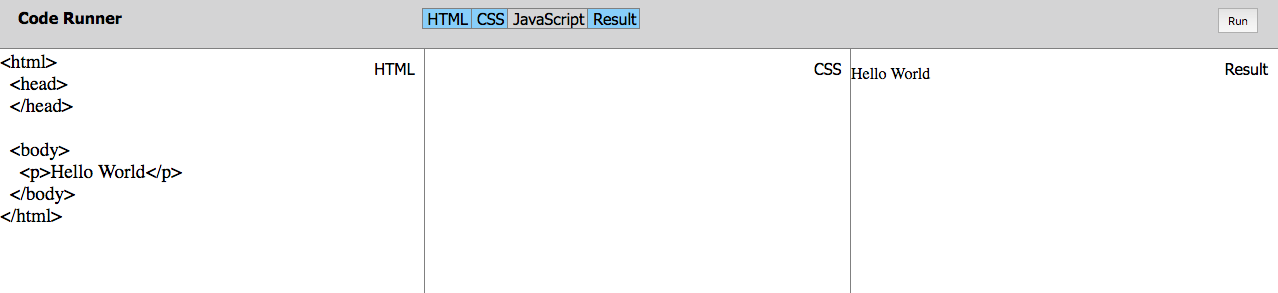 Code Runner
HTML CSS JavaScript Result
Run
HTML
<html>
  <head>
  </head>
  <body>
    <p>Hello World</p>
  </body>
</html>
CSS
Result
Hello World